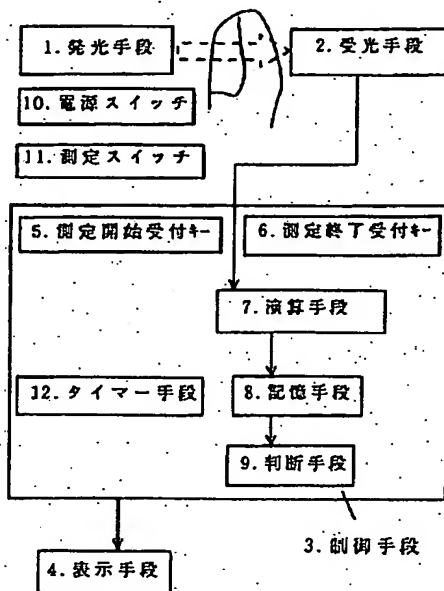 1. 発光手段
2. 受光手段
10. 電源スイッチ
11. 測定スイッチ
5. 測定開始受付キー
6. 測定終了受付キー
7. 演算手段
12. タイマー手段
8. 記憶手段
9. 判断手段
3. 制御手段
4. 表示手段